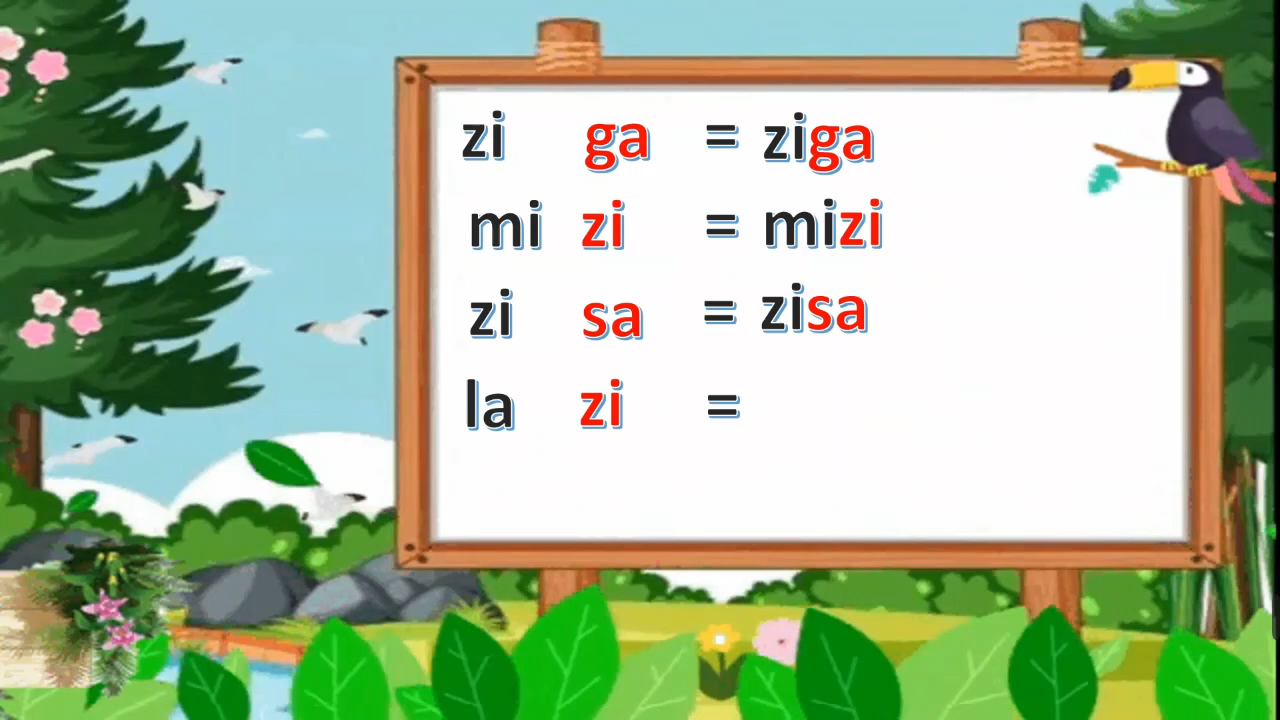 zi ga = ziga
mi zi = mizi
zi sa = zisa
la zi =